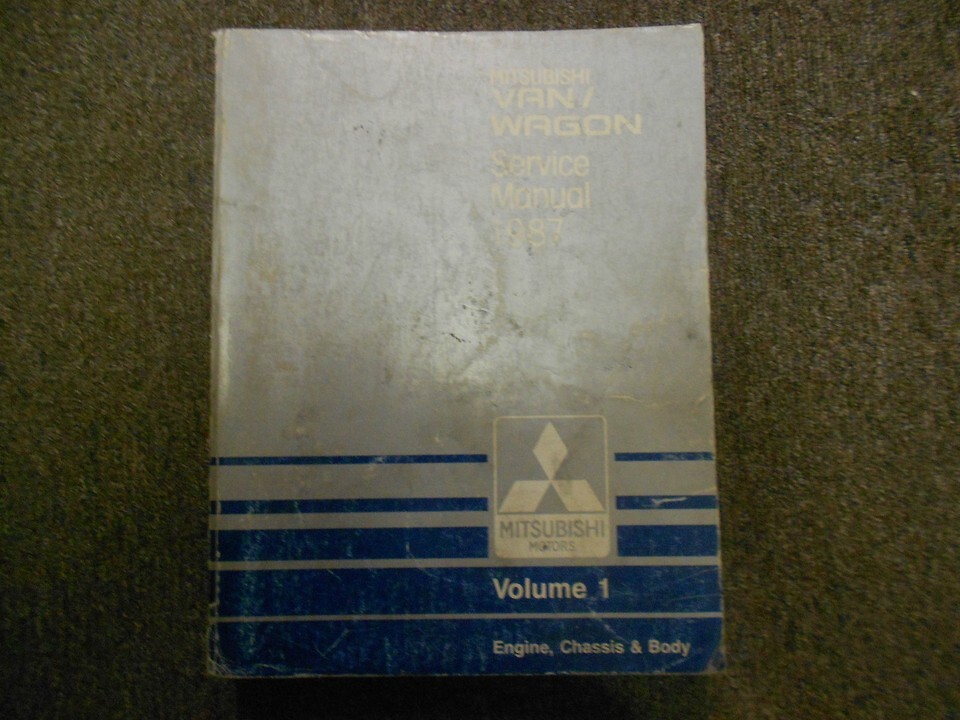 MITSUBISHI
VAN/
WAGON
Service
Manual
1987
MITSUBISHI
MOTORS
Volume 1
Engine, Chassis & Body